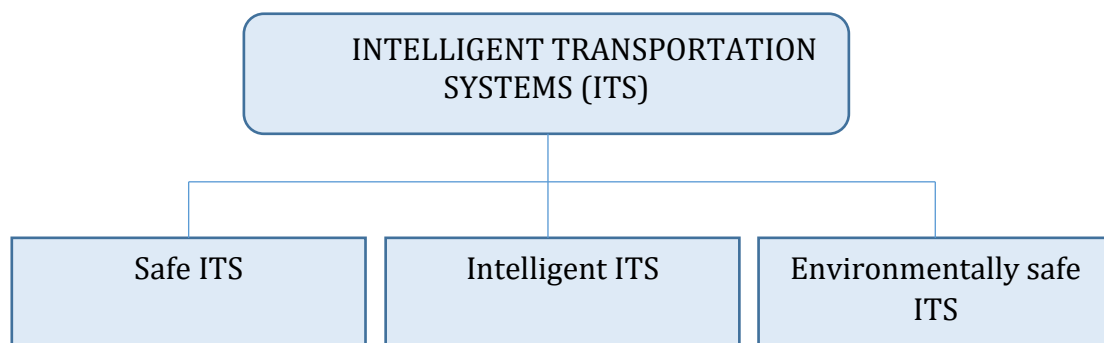 INTELLIGENT TRANSPORTATION
SYSTEMS (ITS)
Safe ITS
Intelligent ITS
Environmentally safe
ITS